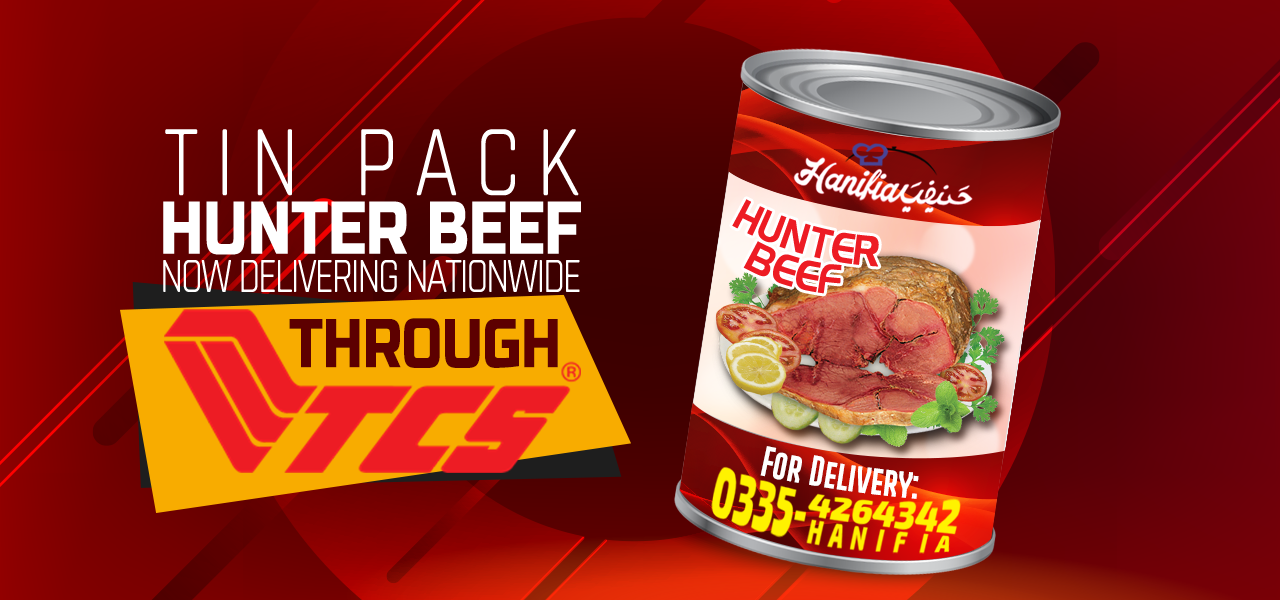 TIN PACK
HUNTER BEEF
NOW DELIVERING NATIONWIDE
THROUGH
TCS®
Hanifia حنیفیہ
HUNTER
BEEF
FOR DELIVERY:
0335-4264342
HANIFIA